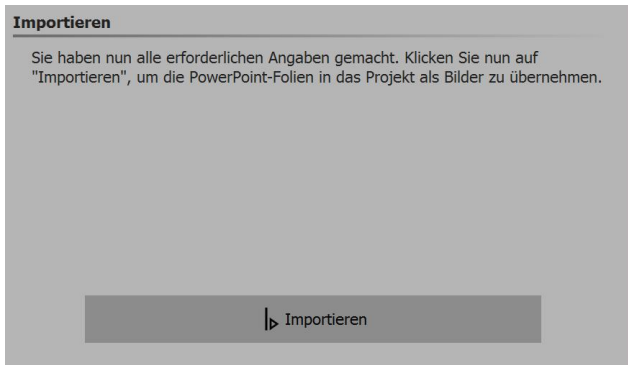 Importieren
Sie haben nun alle erforderlichen Angaben gemacht. Klicken Sie nun auf
"Importieren", um die PowerPoint-Folien in das Projekt als Bilder zu übernehmen.
Importieren